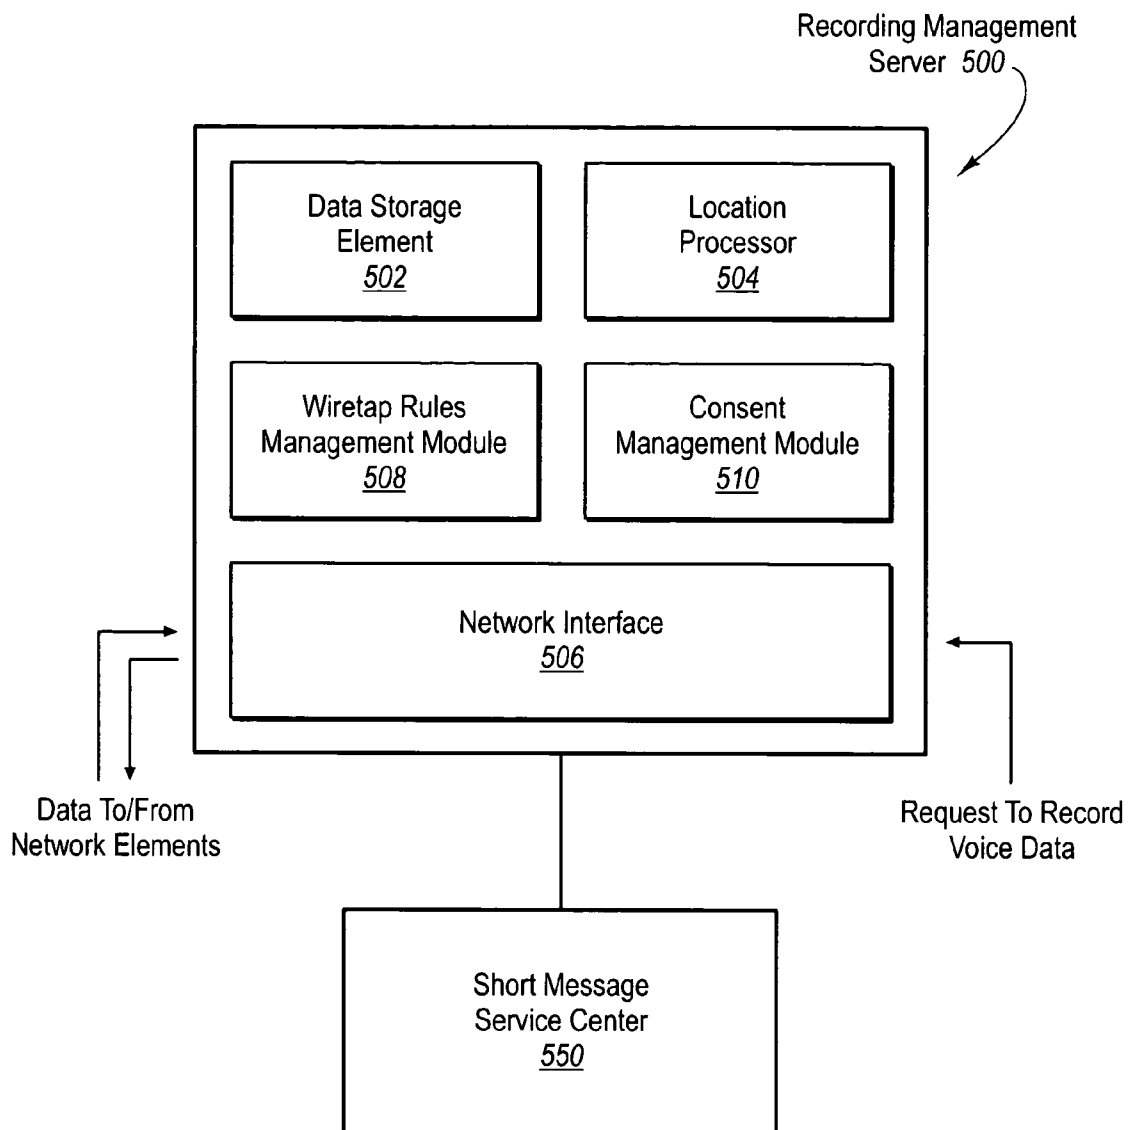 Recording Management
Server 500
Data Storage
Element
502
Location
Processor
504
Wiretap Rules
Management Module
508
Consent
Management Module
510
Network Interface
506
Data To/From
Network Elements
Request To Record
Voice Data
Short Message
Service Center
550